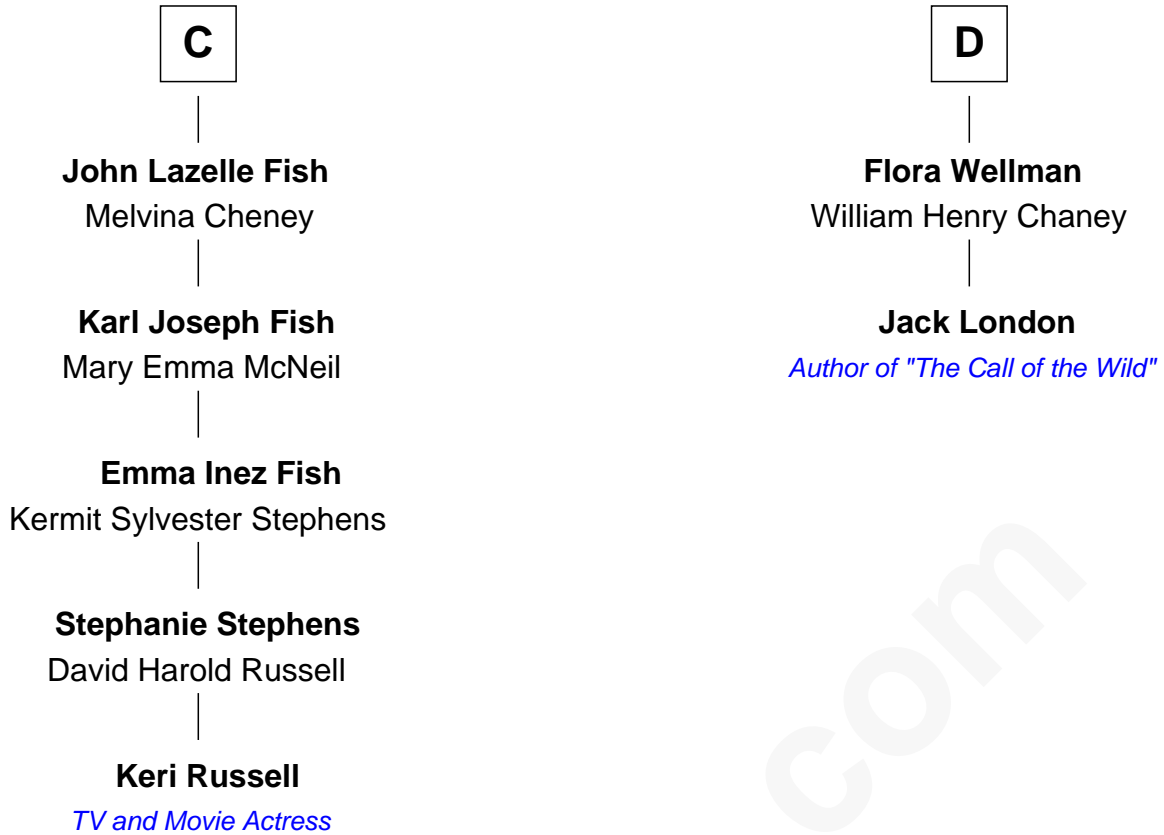 C
John Lazelle Fish
Melvina Cheney
Karl Joseph Fish
Mary Emma McNeil
Emma Inez Fish
Kermit Sylvester Stephens
Stephanie Stephens
David Harold Russell
Keri Russell
TV and Movie Actress
D
Flora Wellman
William Henry Chaney
Jack London
Author of "The Call of the Wild"
com